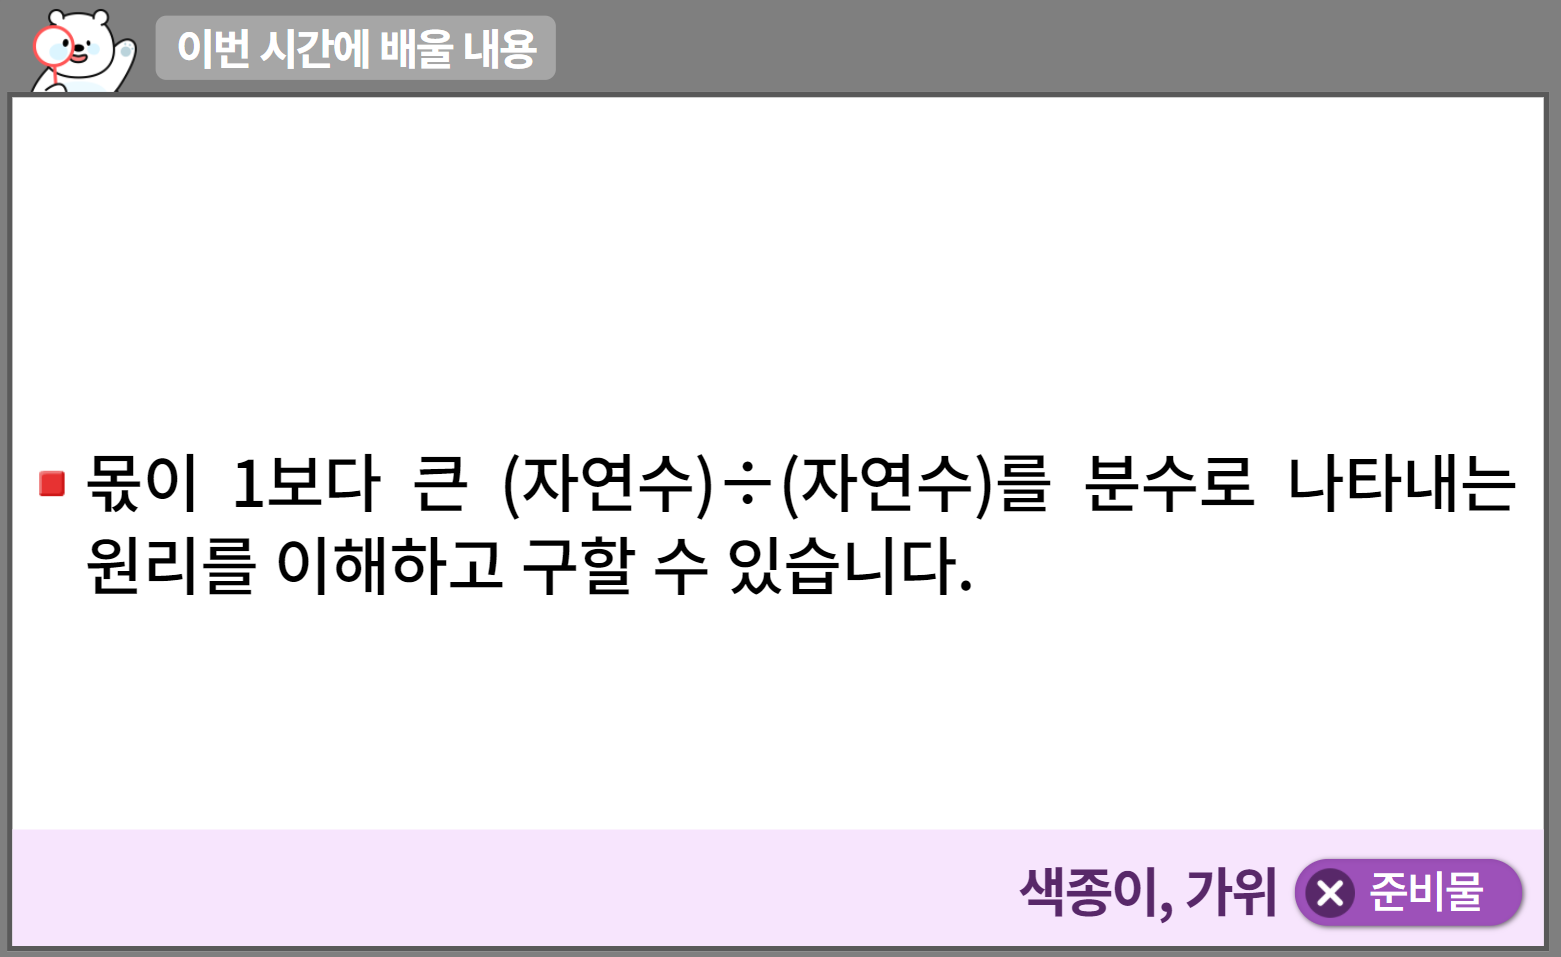 이번 시간에 배울 내용
몫이 1보다 큰 (자연수)÷(자연수)를 분수로 나타내는
원리를 이해하고 구할 수 있습니다.
색종이, 가위 준비물